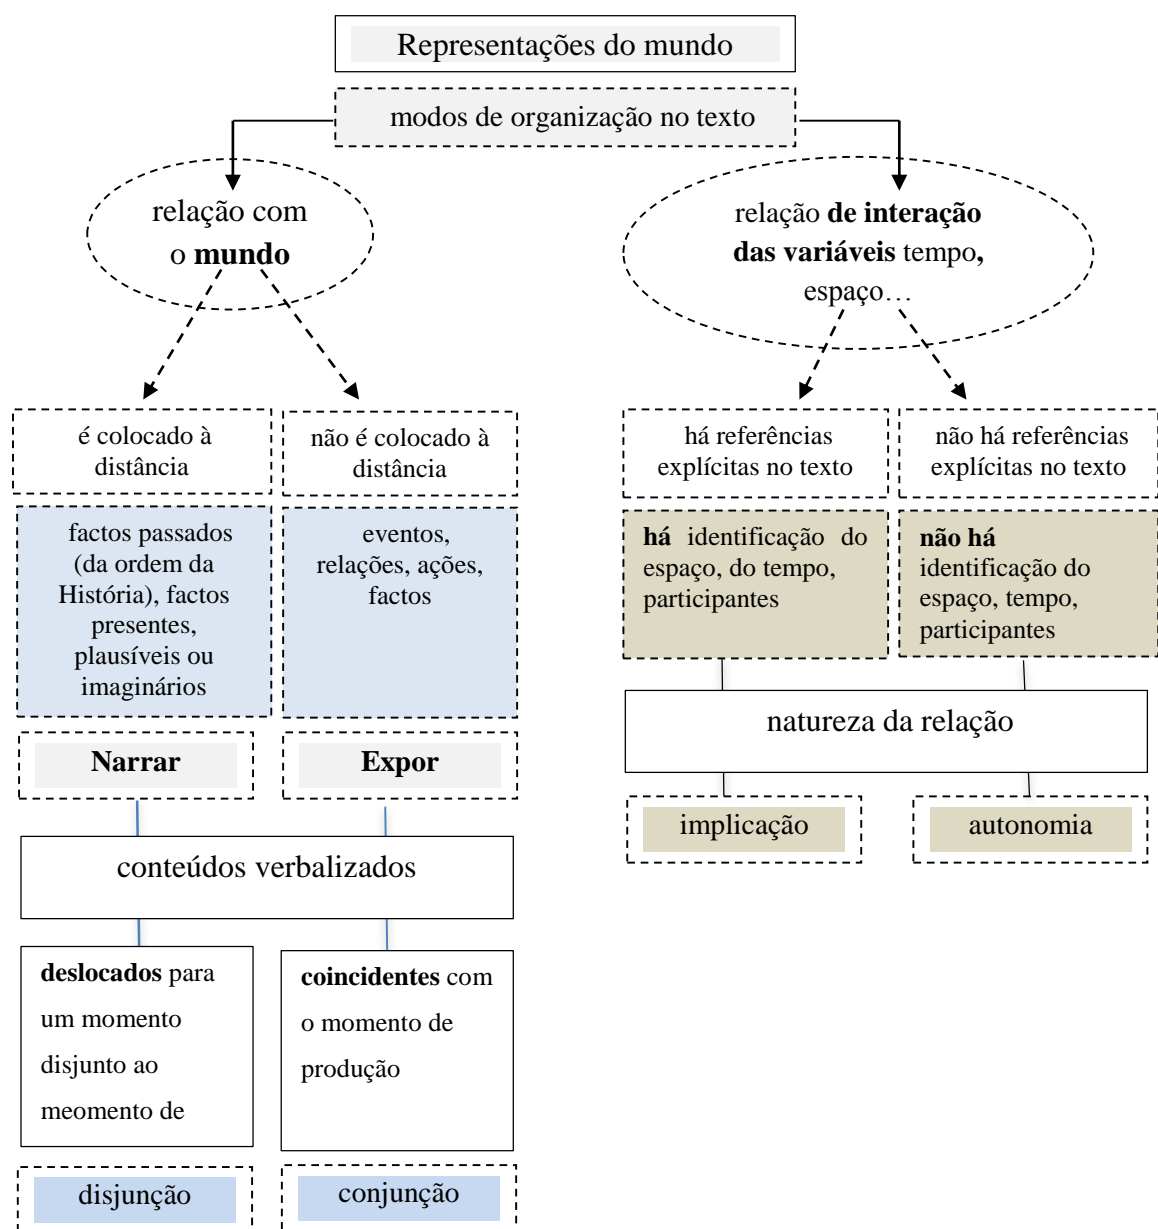 Representações do mundo
modos de organização no texto
relação com
o mundo
relação de interação
das variáveis tempo,
espaço…
é colocado à
distância
não é colocado à
distância
há referências
explícitas no texto
não há referências
explícitas no texto
factos passados
(da ordem da
História), factos
presentes,
plausíveis ou
imaginários
eventos,
relações, ações,
factos
há identificação do
espaço, do tempo,
participantes
não há
identificação do
espaço, tempo,
participantes
natureza da relação
Narrar
Expor
implicação
autonomia
conteúdos verbalizados
deslocados para
um momento
disjunto ao
meomento de
coincidentes com
o momento de
produção
disjunção
conjunção